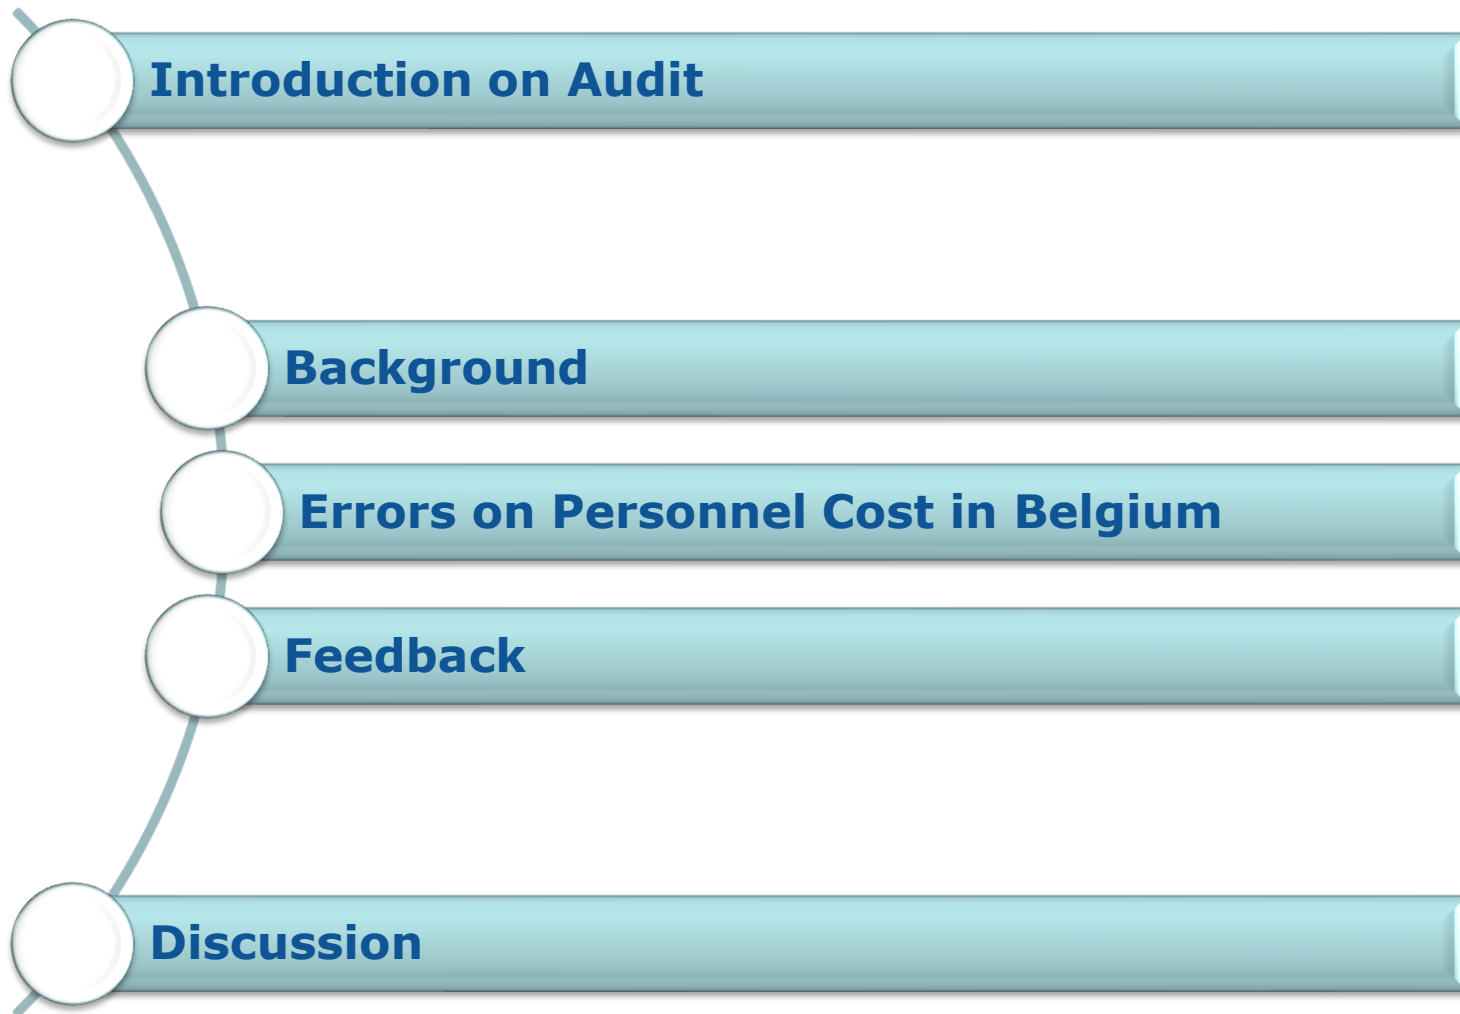 Introduction on Audit
Background
Errors on Personnel Cost in Belgium
Feedback
Discussion